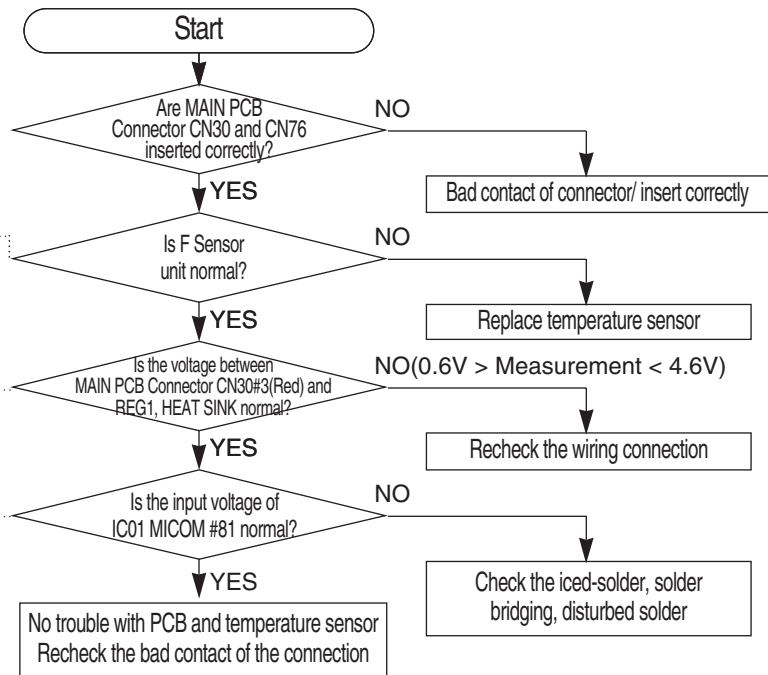 Start
Are MAIN PCB
Connector CN30 and CN76
inserted correctly?
NO
Bad contact of connector/ insert correctly
YES
Is F Sensor
unit normal?
NO
Replace temperature sensor
YES
Is the voltage between
MAIN PCB Connector CN30#3(Red) and
REG1, HEAT SINK normal?
NO(0.6V > Measurement < 4.6V)
Recheck the wiring connection
YES
Is the input voltage of
IC01 MICOM #81 normal?
NO
Check the iced-solder, solder
bridging, disturbed solder
YES
No trouble with PCB and temperature sensor
Recheck the bad contact of the connection